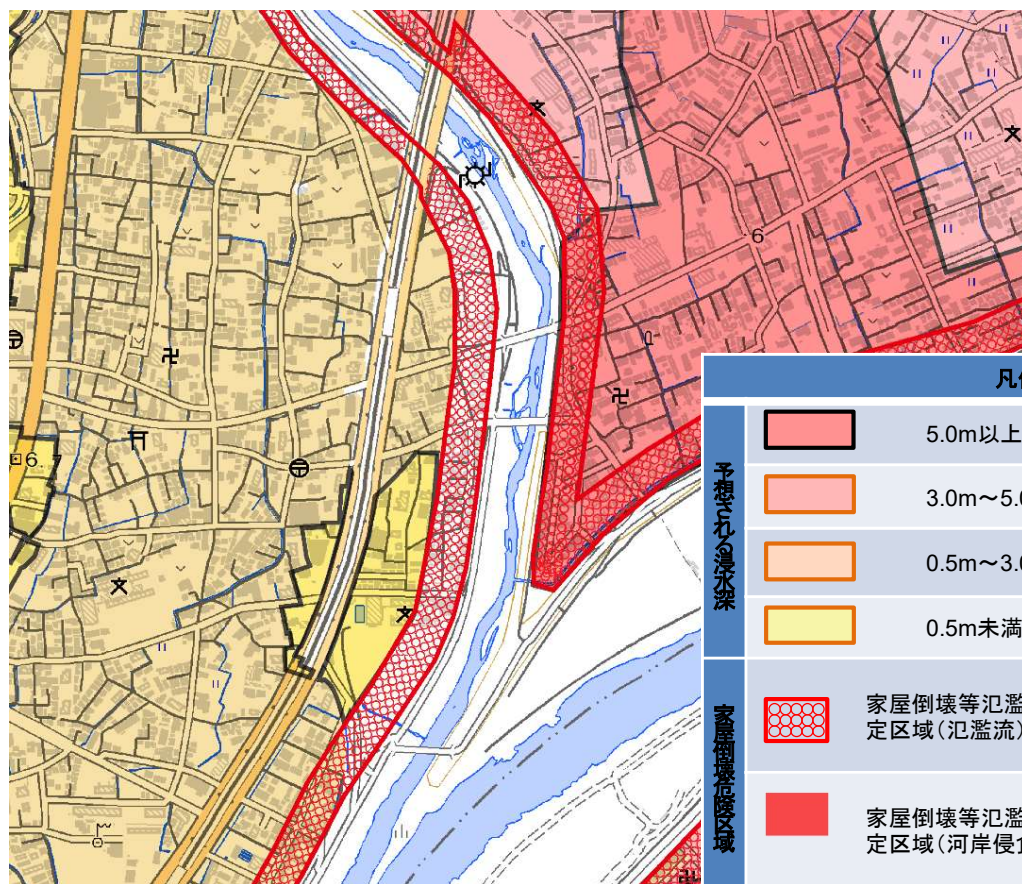 6
6.7
凡
予想される浸水深
5.0m以上
3.0m～5.0
0.5m～3.0
0.5m未満
家屋倒壊危険区域
家屋倒壊等氾濫
定区域(氾濫流)
家屋倒壊等氾濫
定区域(河岸侵